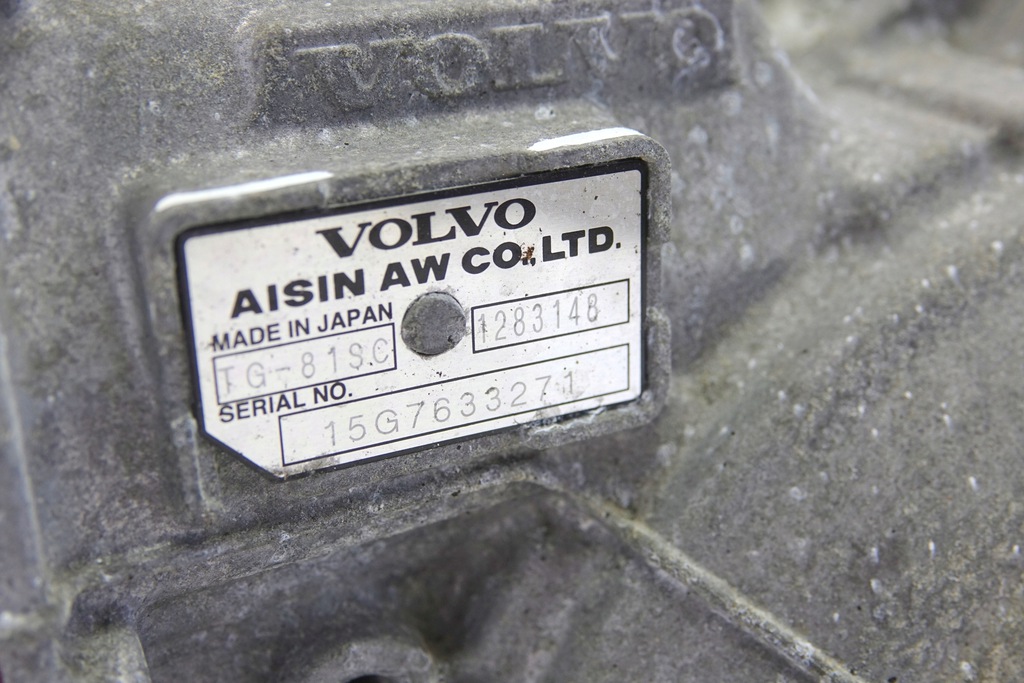 VOLVO
VOLVO
AISIN AW CO.,LTD.
MADE IN JAPAN
TG-81SC
1283148
SERIAL NO.
15G7633271